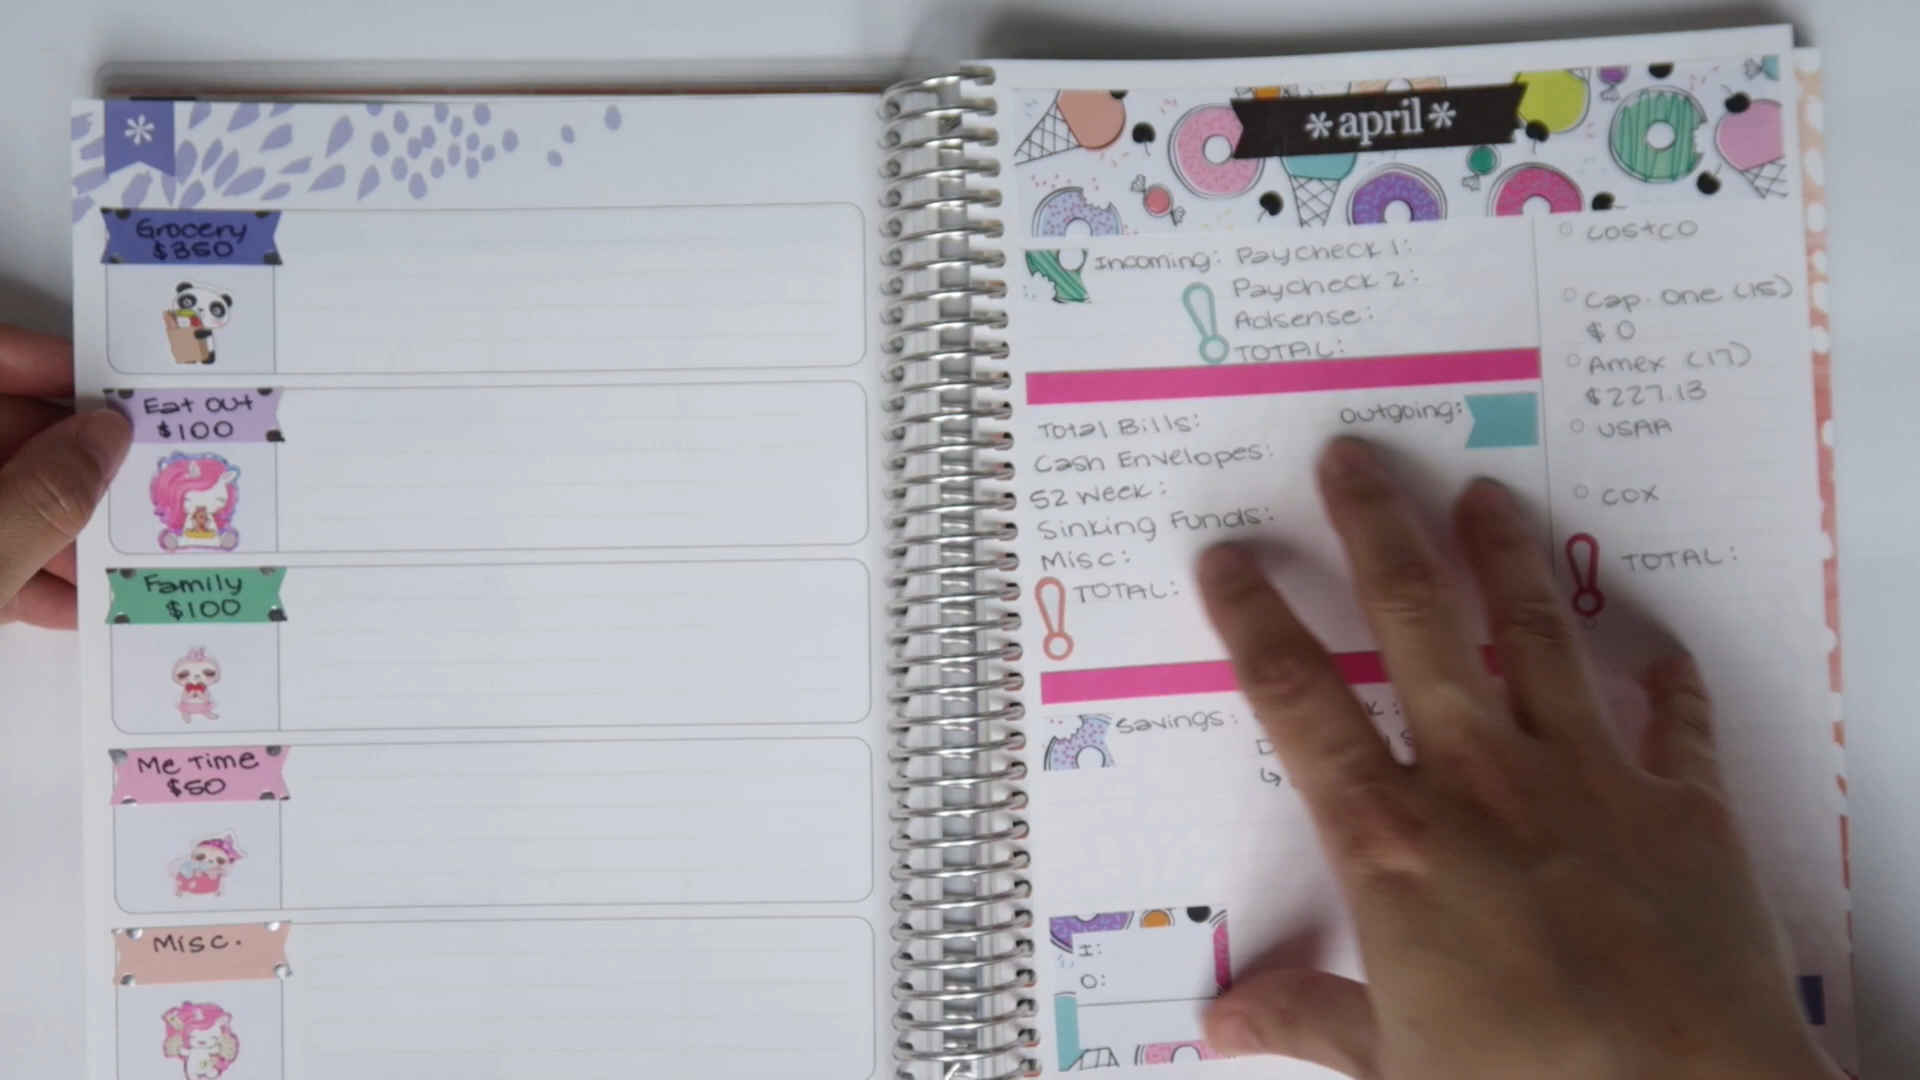 Grocery
$350
Eat Out
$100
Family
$100
Me Time
$50
Misc.
*april*
Incoming: Paycheck 1:
Paycheck 2:
Adsense:
TOTAL:
Outgoing:
Total Bills:
Cash Envelopes:
52 Week:
Sinking Funds:
Misc:
TOTAL:
Savings:
I:
O:
Costco
Cap. One (15)
$0
Amex (17)
$227.13
USAA
COX
TOTAL: